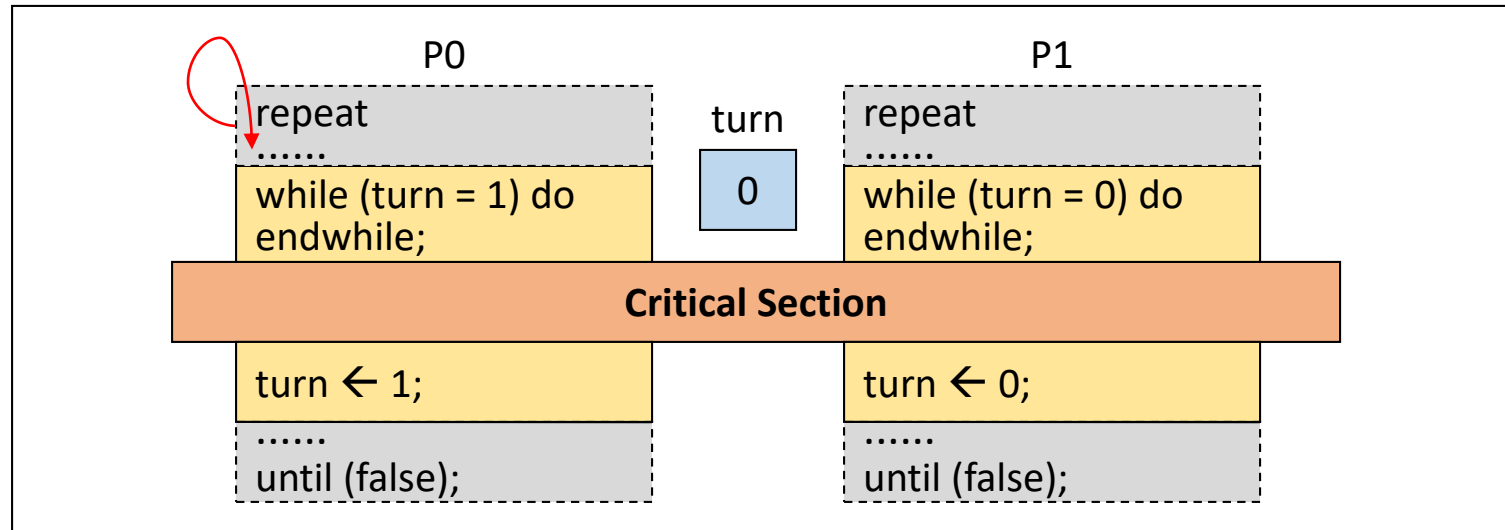 P0
repeat
......
while (turn = 1) do
endwhile;
turn
0
P1
repeat
......
while (turn = 0) do
endwhile;
Critical Section
turn ← 1;
......
until (false);
turn ← 0;
......
until (false);